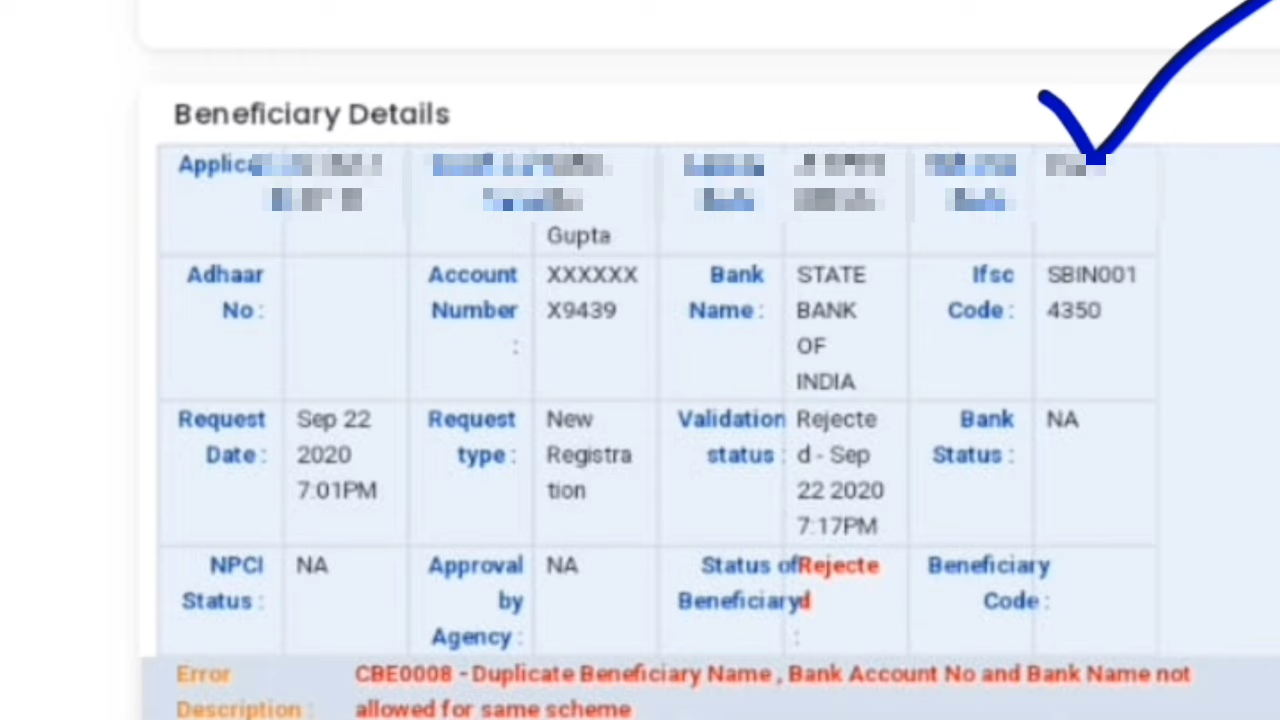 Beneficiary Details
Applica
Gupta
Adhaar No :
Account Number :
XXXXXX
X9439
Bank Name :
STATE
BANK
OF
INDIA
Ifsc Code :
SBIN001
4350
Request Date :
Sep 22
2020
7:01PM
Request type :
New
Registra
tion
Validation status :
Rejecte
d - Sep
22 2020
7:17PM
Bank Status :
NA
NPCI Status :
NA
Approval by Agency :
NA
Status of Beneficiary :
Rejecte
d
Beneficiary Code :
Error Description :
CBE0008 - Duplicate Beneficiary Name , Bank Account No and Bank Name not
allowed for same scheme